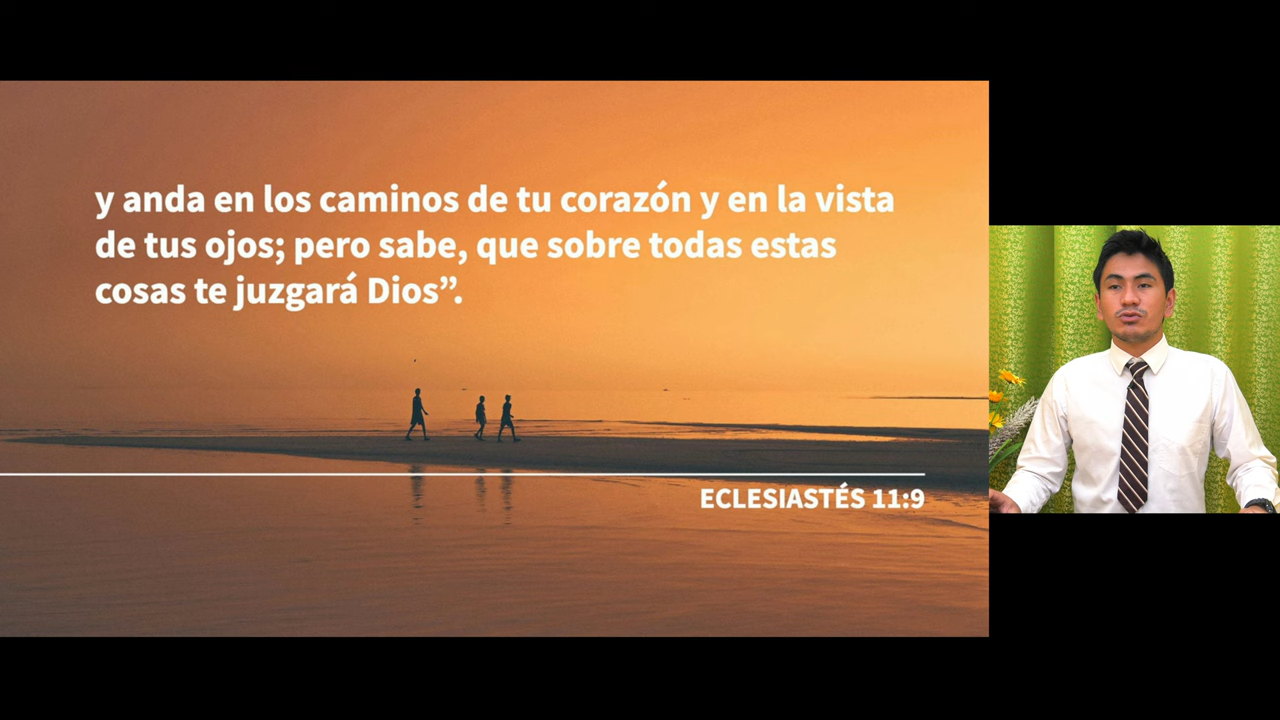 y anda en los caminos de tu corazón y en la vista
de tus ojos; pero sabe, que sobre todas estas
cosas te juzgará Dios”.
ECLESIASTÉS 11:9